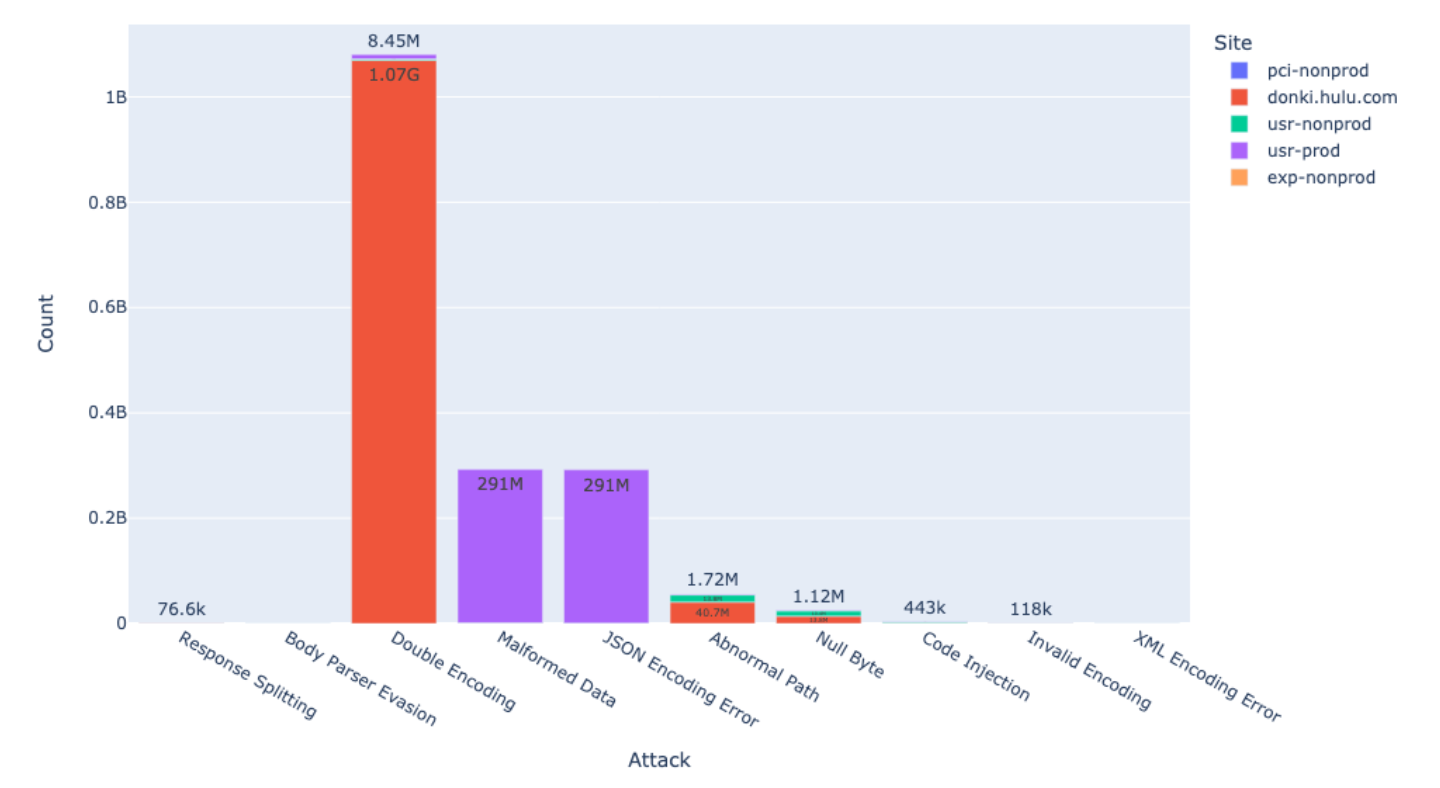 8.45M
1.07G
Site
pci-nonprod
donki.hulu.com
usr-nonprod
usr-prod
exp-nonprod
1B
0.8B
0.6B
0.4B
0.2B
0
Count
291M
291M
1.72M
40.7M
1.12M
76.6k
443k
118k
Response Splitting
Body Parser Evasion
Double Encoding
Malformed Data
JSON Encoding Error
Abnormal Path
Null Byte
Code Injection
Invalid Encoding
XML Encoding Error
Attack